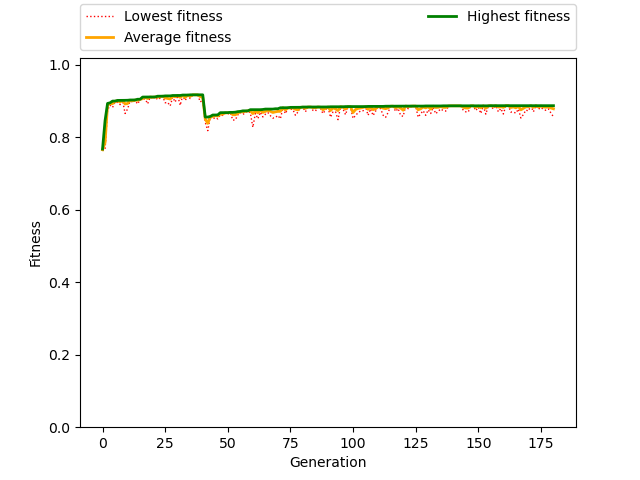 Lowest fitness
Average fitness
Highest fitness
1.0
0.8
0.6
0.4
0.2
0.0
Fitness
0 25 50 75 100 125 150 175
Generation